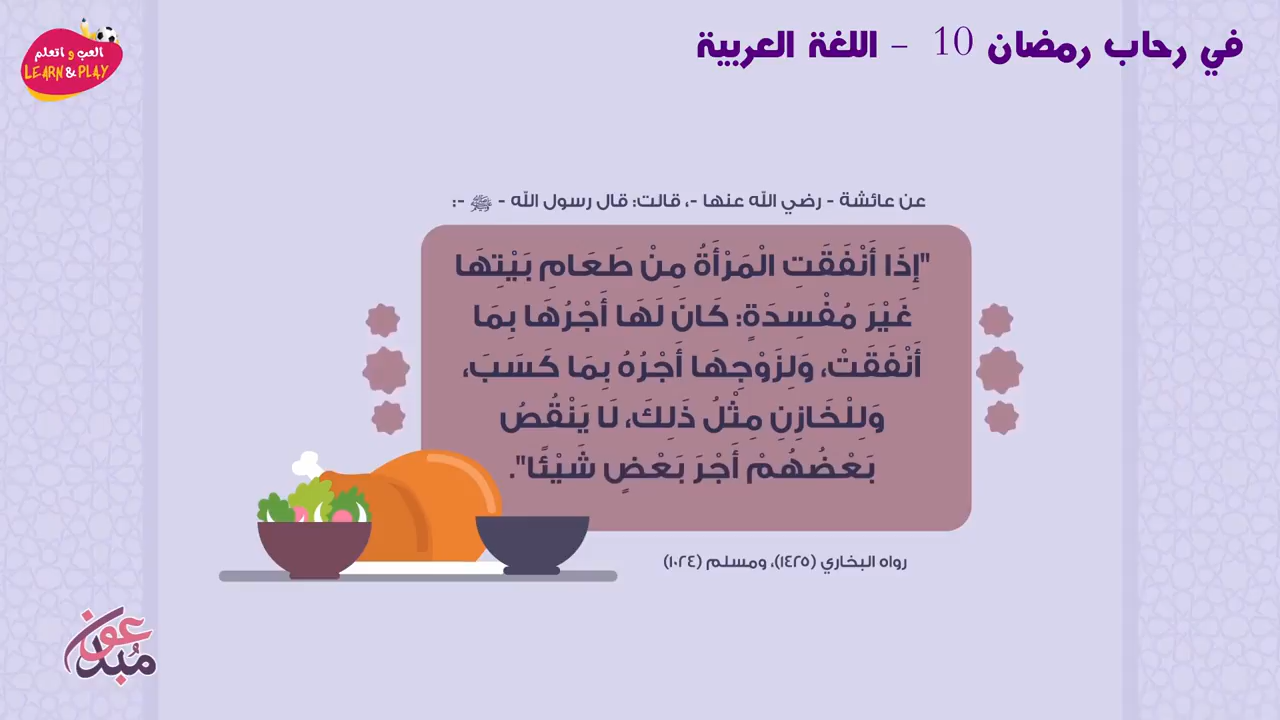 في رحاب رمضان 10 - اللغة العربية
العب و اتعلم
LEARN & PLAY
عن عائشة - رضي الله عنها -، قالت: قال رسول الله - ﷺ -:
"إِذَا أَنْفَقَتِ الْمَرْأَةُ مِنْ طَعَامِ بَيْتِهَا
غَيْرَ مُفْسِدَةٍ: كَانَ لَهَا أَجْرُهَا بِمَا
أَنْفَقَتْ، وَلِزَوْجِهَا أَجْرُهُ بِمَا كَسَبَ،
وَلِلْخَازِنِ مِثْلُ ذَلِكَ، لَا يَنْقُصُ
بَعْضُهُمْ أَجْرَ بَعْضٍ شَيْئًا".
رواه البخاري (١٤٢٥)، ومسلم (١٠٢٤)
مُبدعون